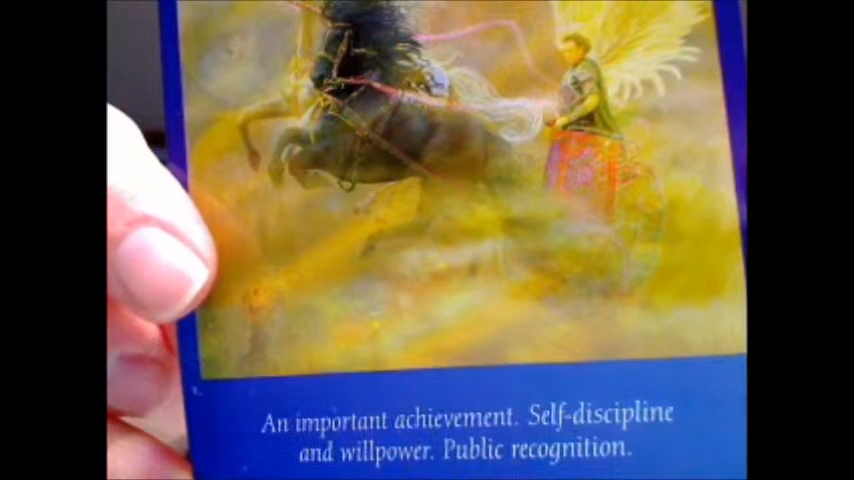 An important achievement. Self-discipline
and willpower. Public recognition.